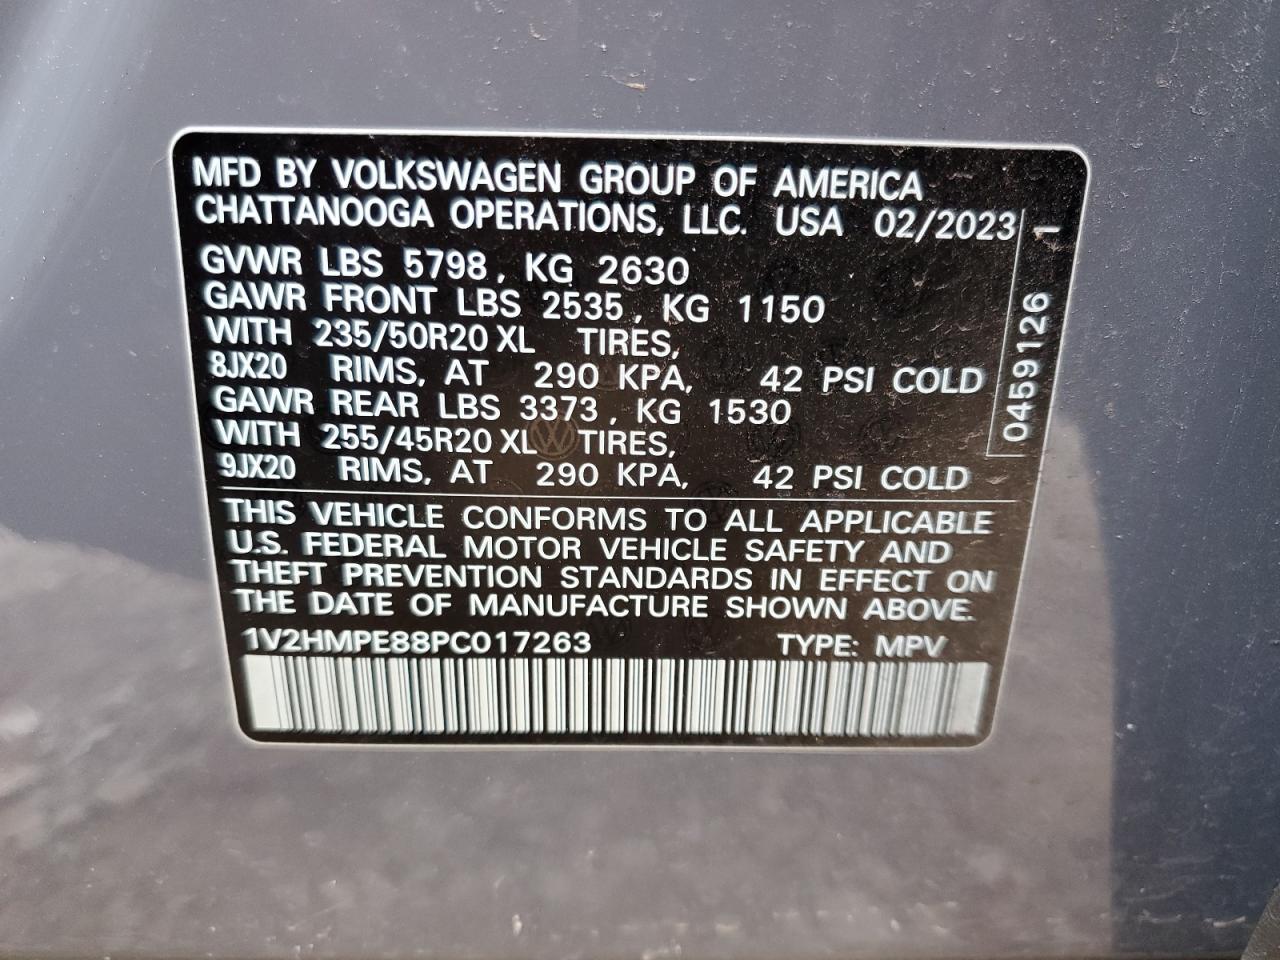 MFD BY VOLKSWAGEN GROUP OF AMERICA
CHATTANOOGA OPERATIONS, LLC. USA 02/2023
GVWR LBS 5798, KG 2630
GAWR FRONT LBS 2535, KG 1150
WITH 235/50R20 XL TIRES,
8JX20 RIMS, AT 290 KPA, 42 PSI COLD
GAWR REAR LBS 3373, KG 1530
WITH 255/45R20 XL TIRES,
9JX20 RIMS, AT 290 KPA, 42 PSI COLD
0459126 1
THIS VEHICLE CONFORMS TO ALL APPLICABLE
U.S. FEDERAL MOTOR VEHICLE SAFETY AND
THEFT PREVENTION STANDARDS IN EFFECT ON
THE DATE OF MANUFACTURE SHOWN ABOVE.
1V2HMPE88PC017263 TYPE: MPV